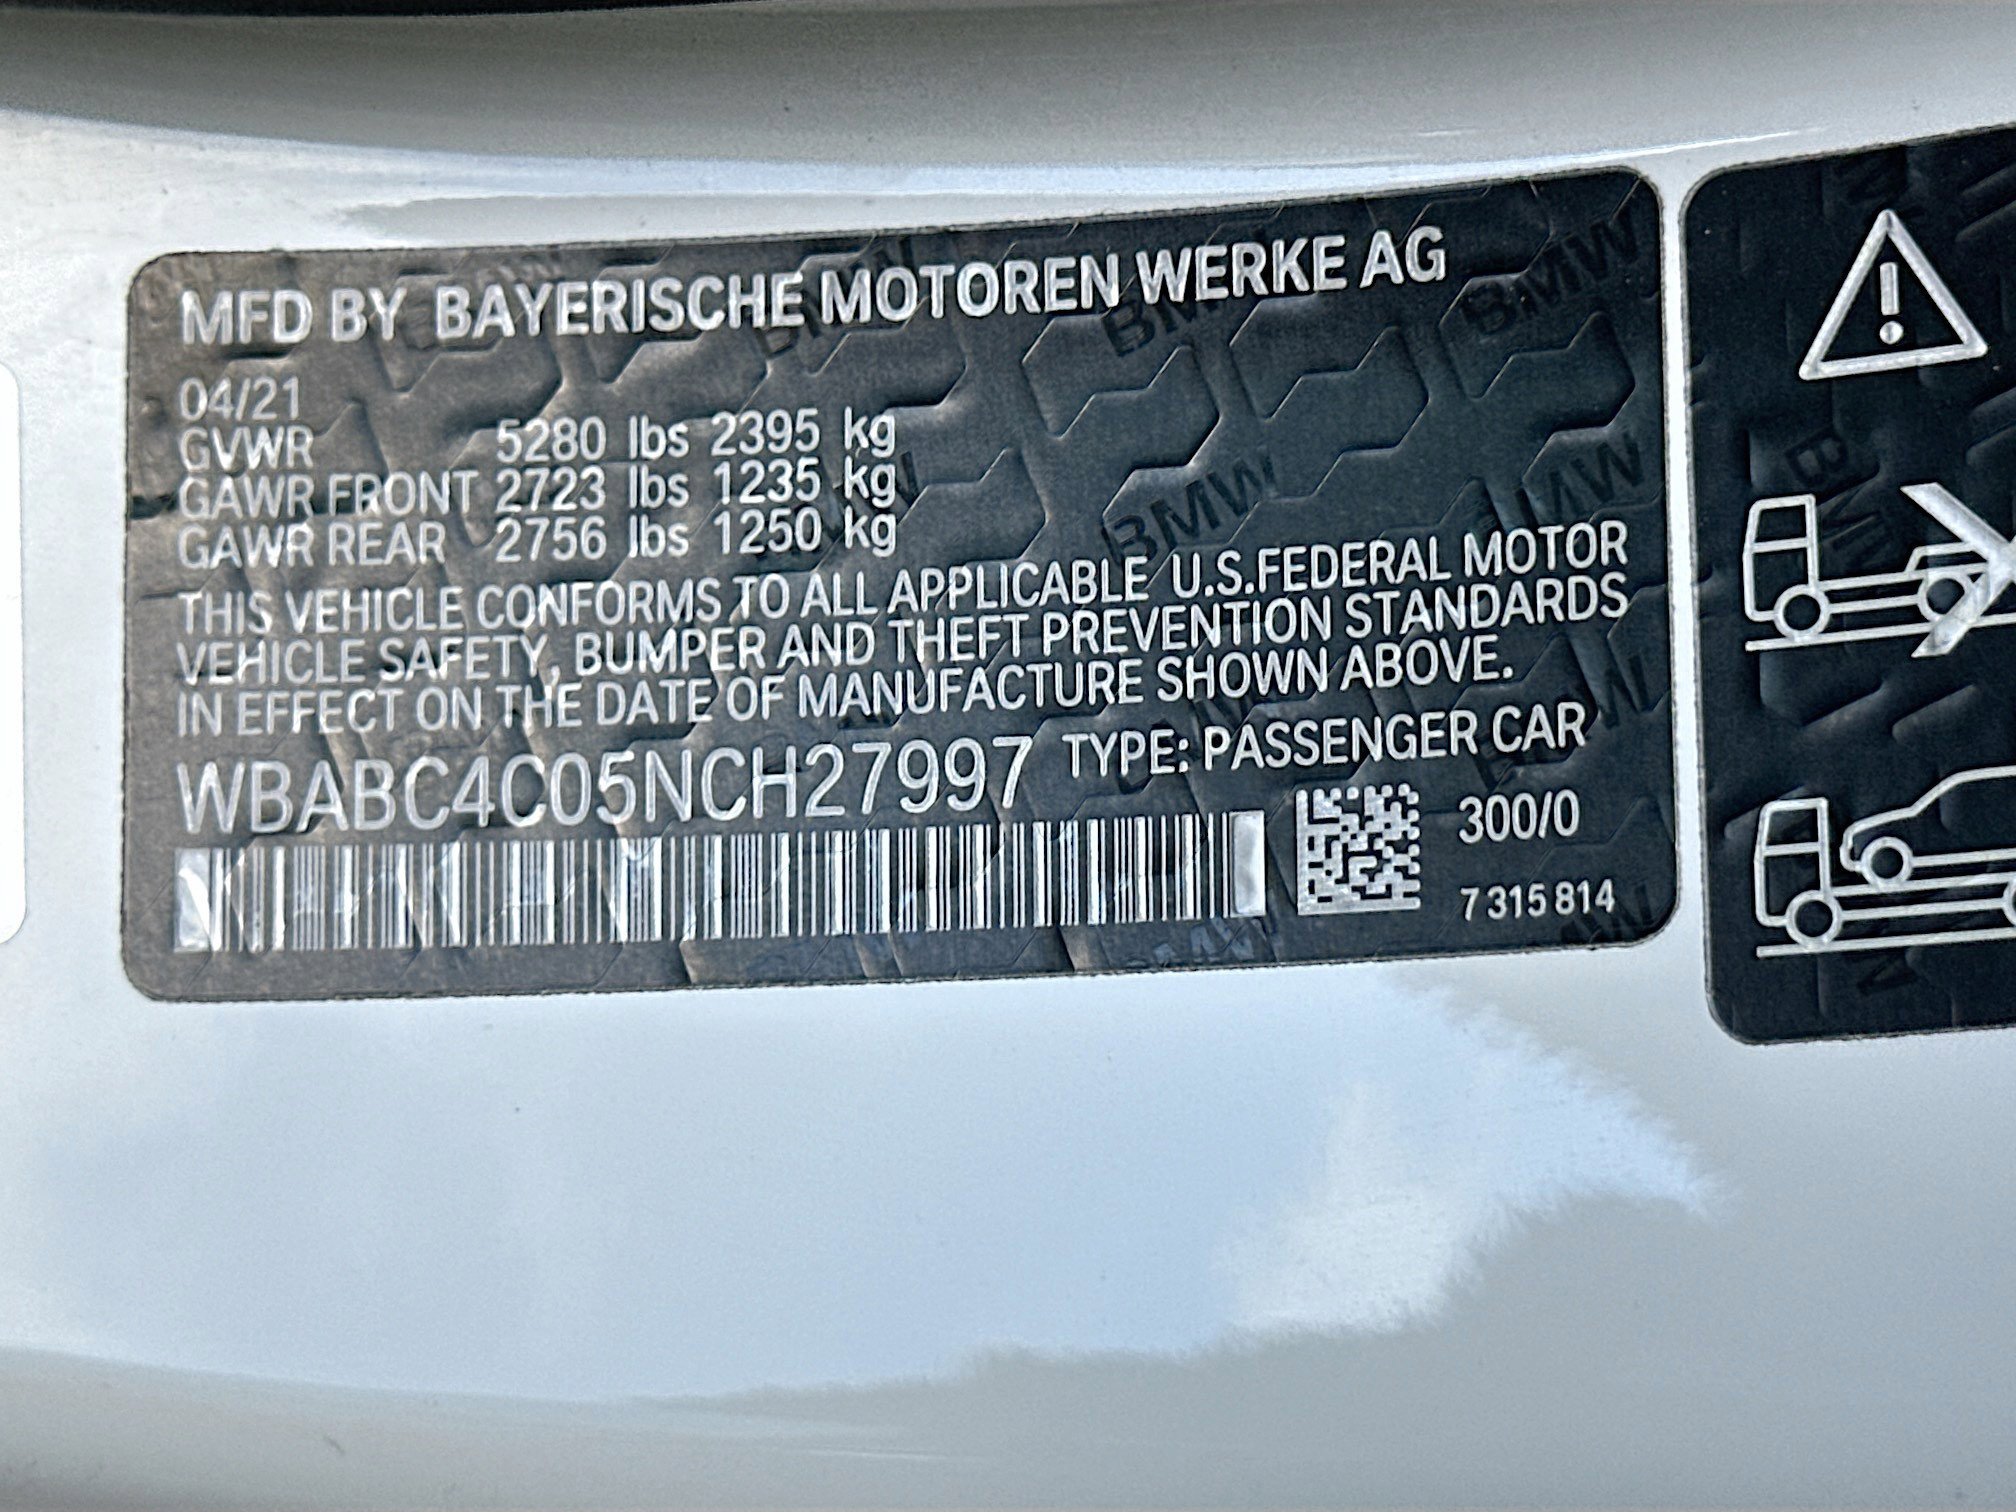 MFD BY BAYERISCHE MOTOREN WERKE AG
04/21
GVWR 5280 lbs 2395 kg
GAWR FRONT 2723 lbs 1235 kg
GAWR REAR 2756 lbs 1250 kg
THIS VEHICLE CONFORMS TO ALL APPLICABLE U.S.FEDERAL MOTOR
VEHICLE SAFETY, BUMPER AND THEFT PREVENTION STANDARDS
IN EFFECT ON THE DATE OF MANUFACTURE SHOWN ABOVE.
WBABC4C05NCH27997 TYPE: PASSENGER CAR
300/0
7 315 814